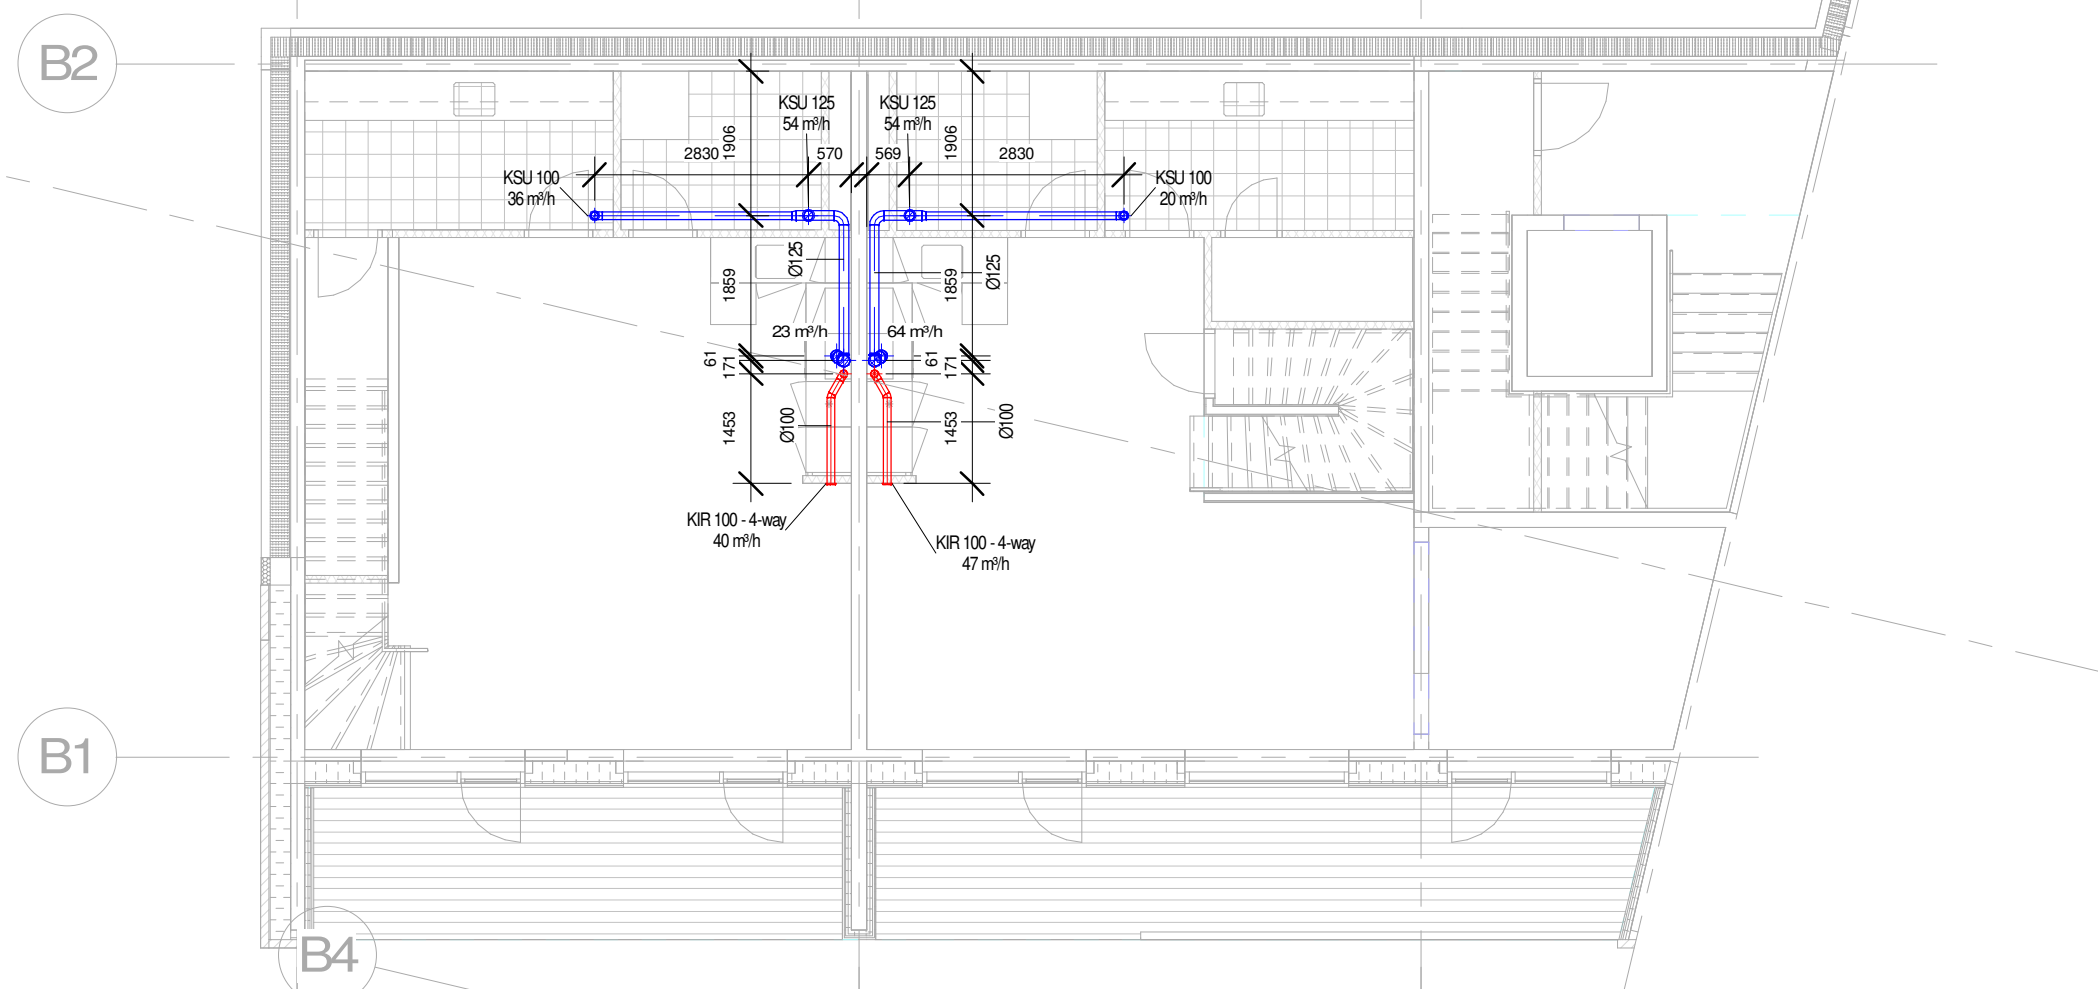 B2
KSU 125
54 m³/h
KSU 125
54 m³/h
1906
1906
2830
570
569
2830
KSU 100
36 m³/h
KSU 100
20 m³/h
Ø125
Ø125
1859
1859
23 m³/h
64 m³/h
61
171
61
171
1453
Ø100
1453
Ø100
KIR 100 - 4-way
40 m³/h
KIR 100 - 4-way
47 m³/h
B1
B4